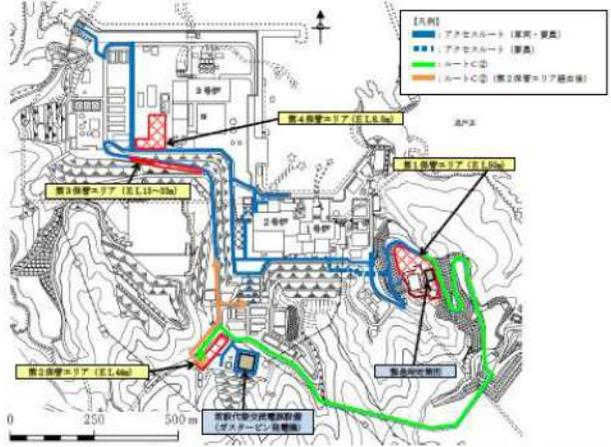 【凡例】
：アクセスルート（車両・要員）
：アクセスルート（要員）
：ルートC②
：ルートC②（第2保管エリア経由後）
3号炉
第4保管エリア（EL8.5m）
第1保管エリア（EL50m）
第3保管エリア（EL13～33m）
2号炉
1号炉
緊急時対策所
第2保管エリア（EL44m）
常設代替交流電源設備
（ガスタービン発電機）
0
250
500 m